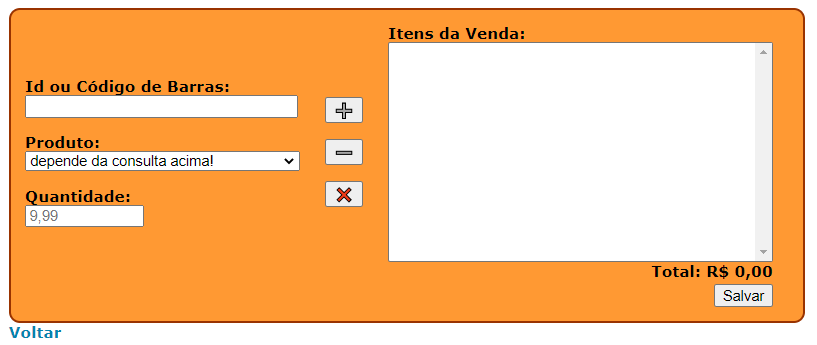 Itens da Venda:
Id ou Código de Barras:
Produto:
depende da consulta acima!
Quantidade:
9,99
Total: R$ 0,00
Salvar
Voltar